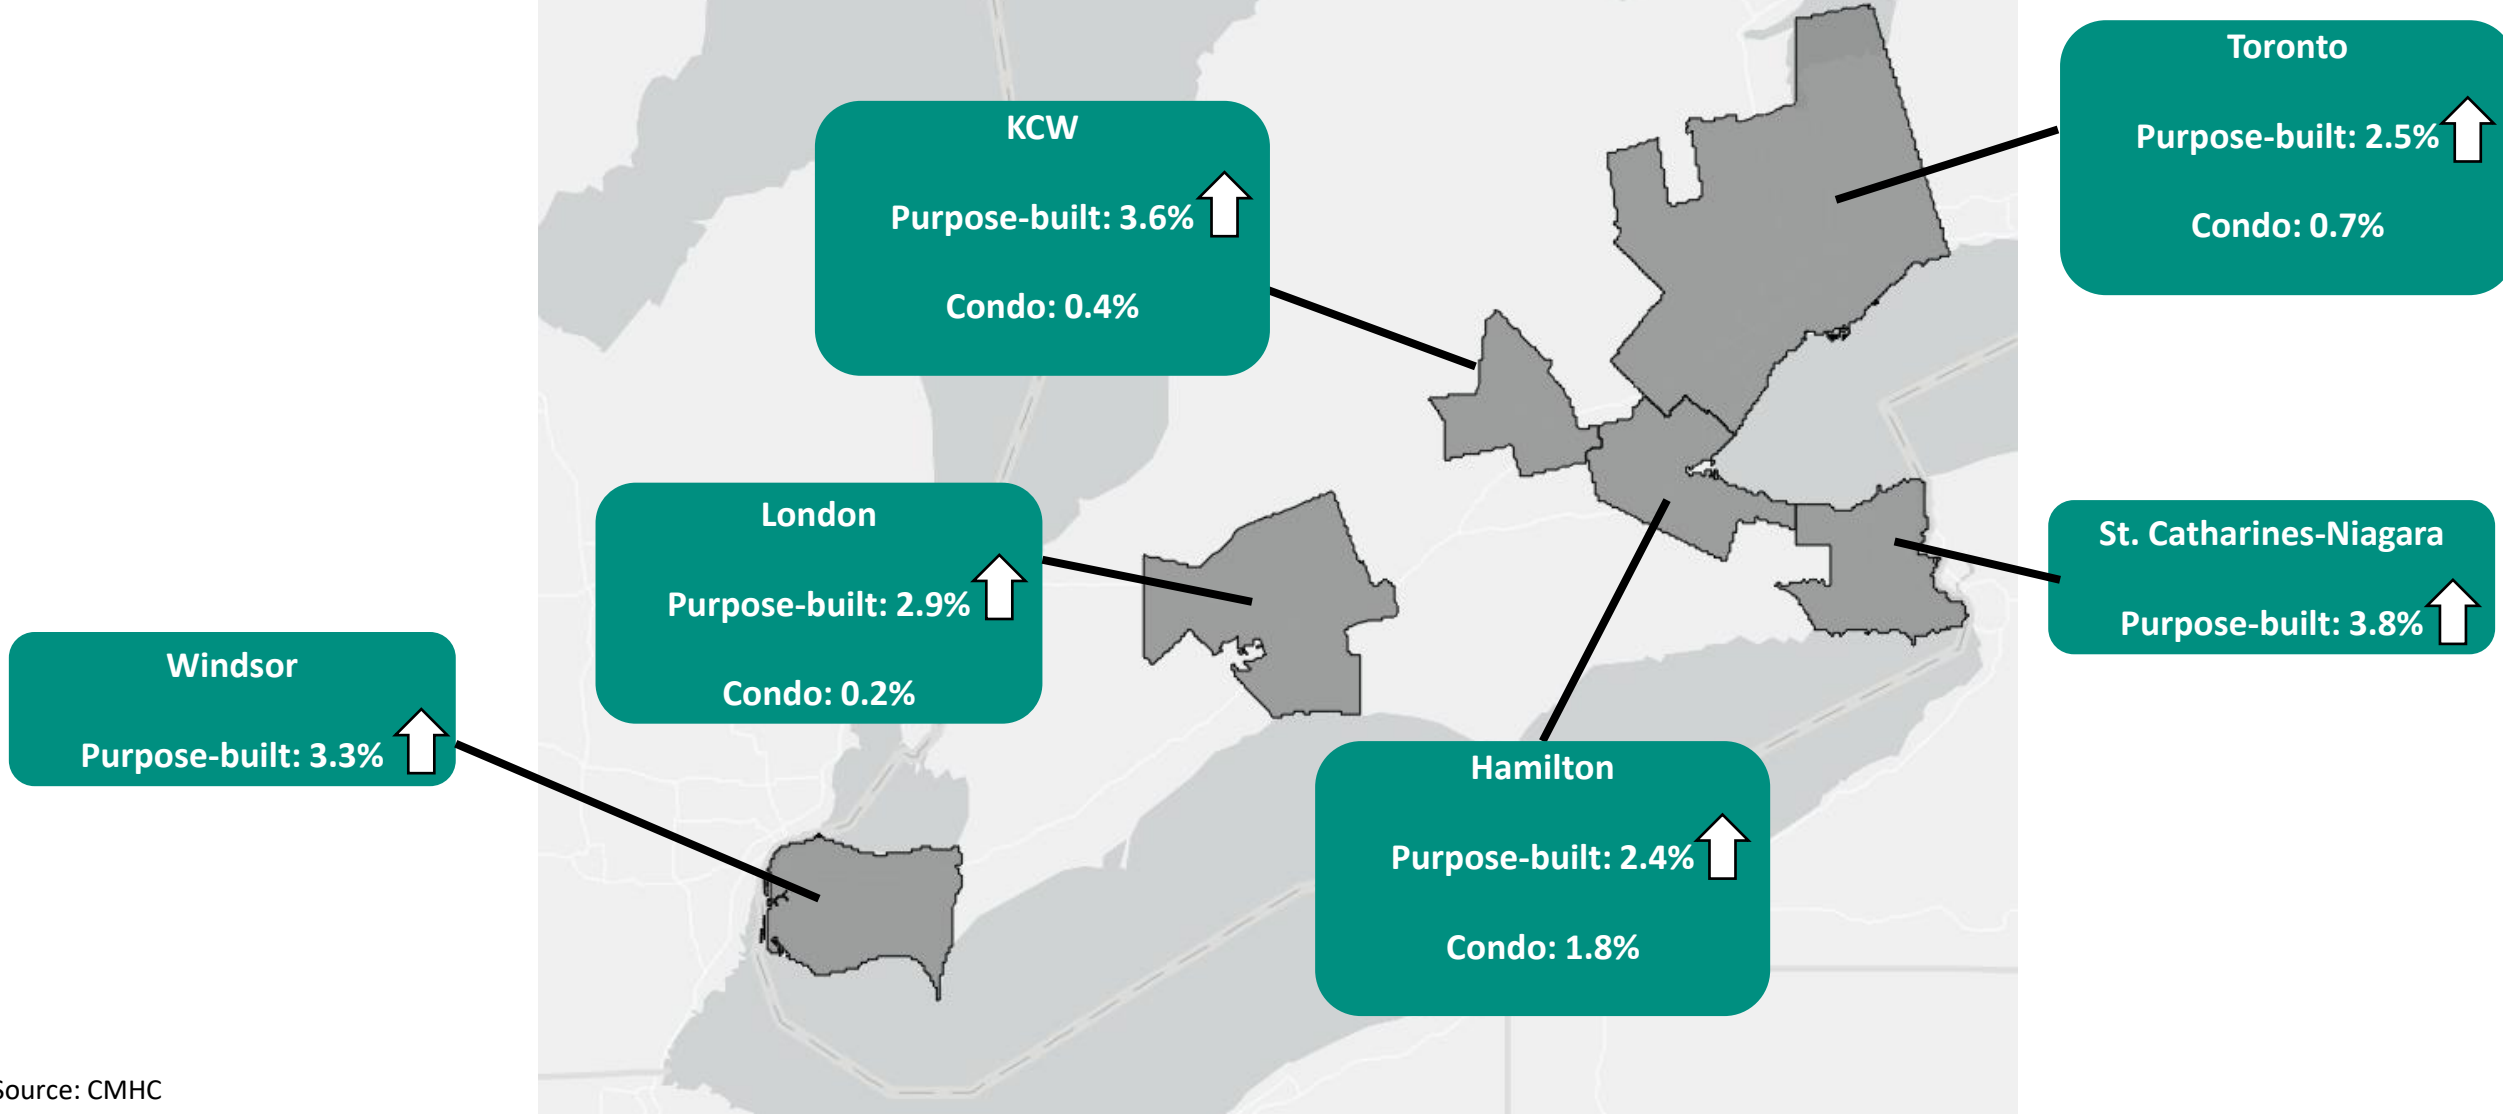 Toronto
Purpose-built: 2.5%
Condo: 0.7%
KCW
Purpose-built: 3.6%
Condo: 0.4%
London
Purpose-built: 2.9%
Condo: 0.2%
St. Catharines-Niagara
Purpose-built: 3.8%
Windsor
Purpose-built: 3.3%
Hamilton
Purpose-built: 2.4%
Condo: 1.8%
Source: CMHC